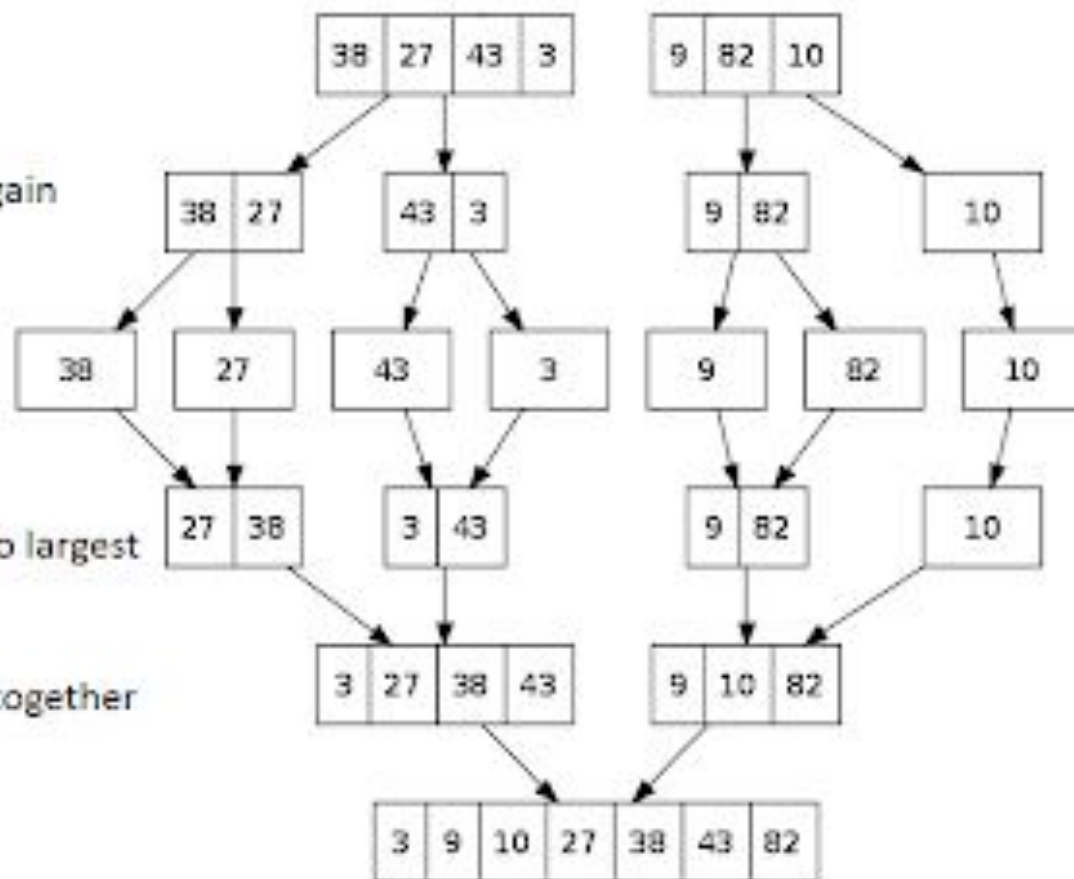 38 27 43 3 9 82 10
gain 38 27 43 3 9 82 10
38 27 43 3 9 82 10
27 38 3 43 9 82 10
o largest
3 27 38 43 9 10 82
together
3 9 10 27 38 43 82